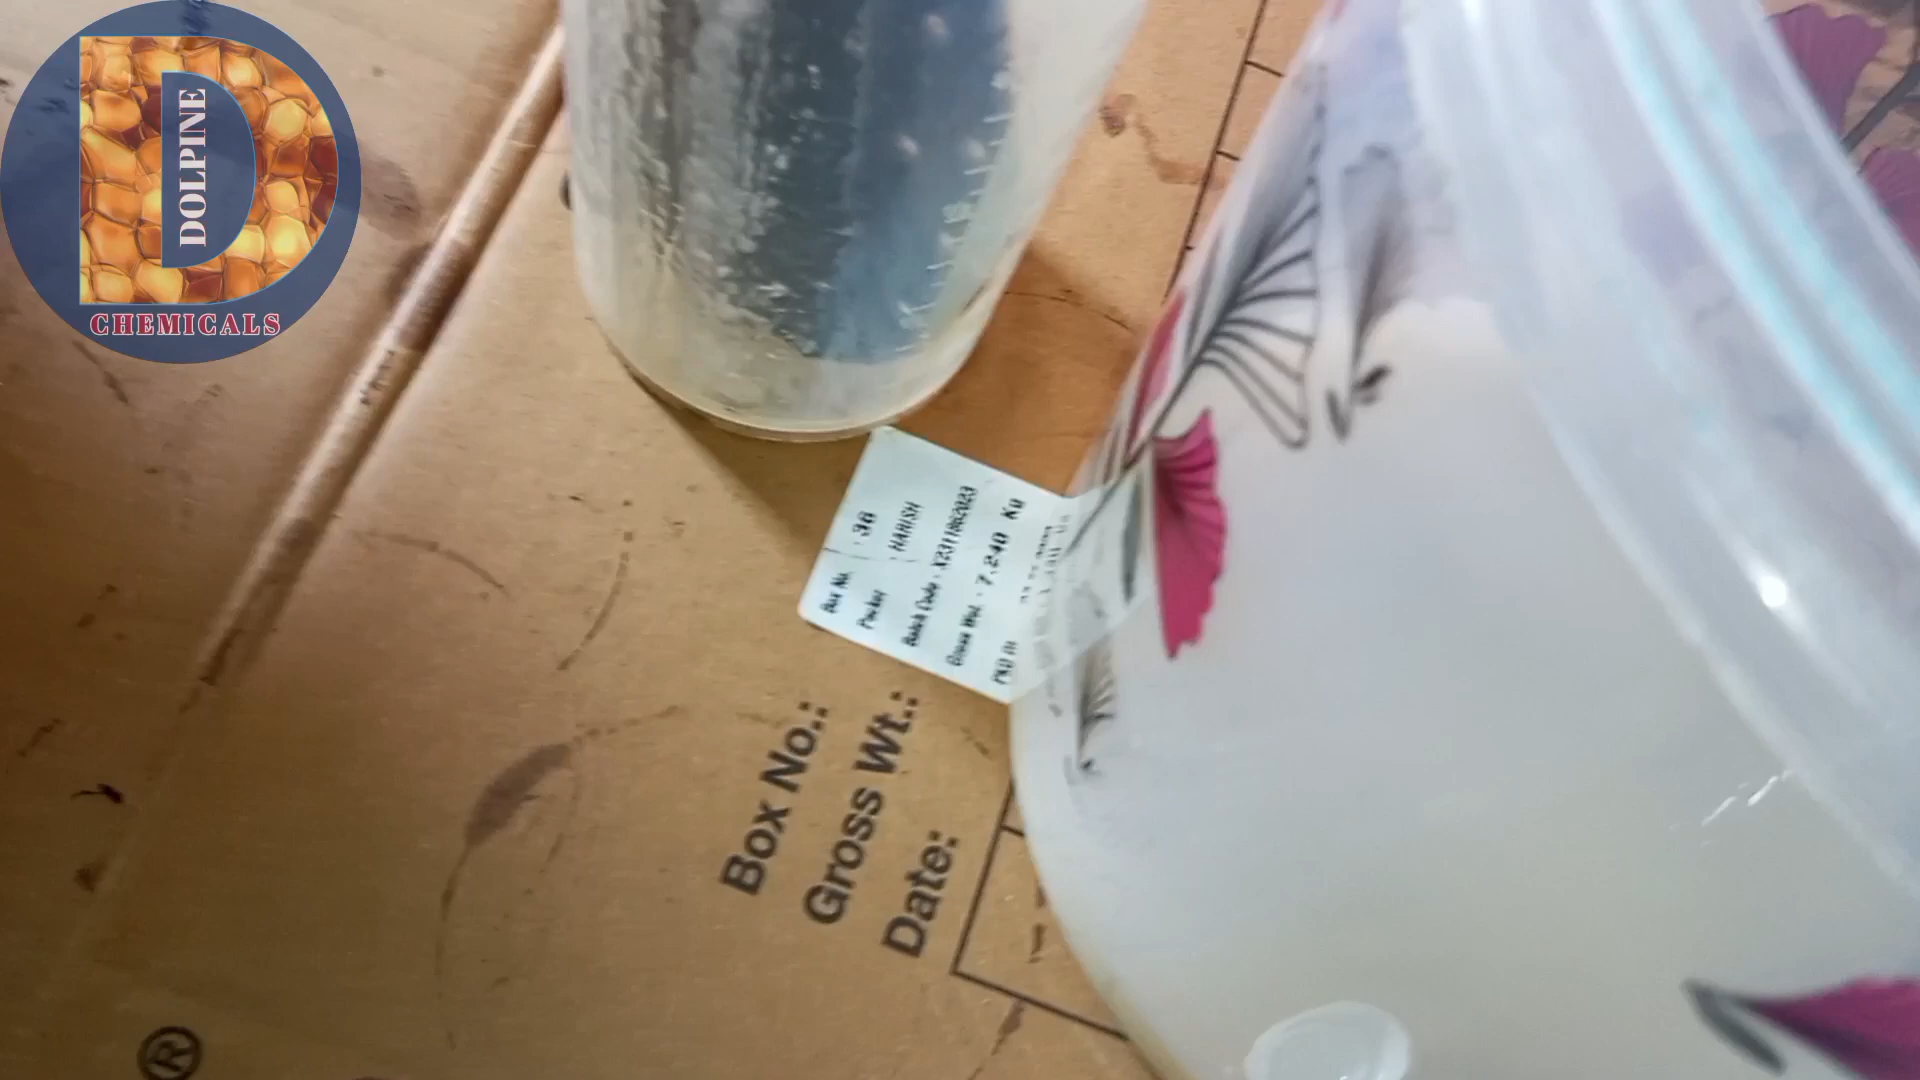 DOLPINE
CHEMICALS
Box No. : 36
Packer : HARISH
Batch Code : X2311862023
Gross Wt. : 7.240 Kg
Box No.:
Gross Wt.:
Date:
®